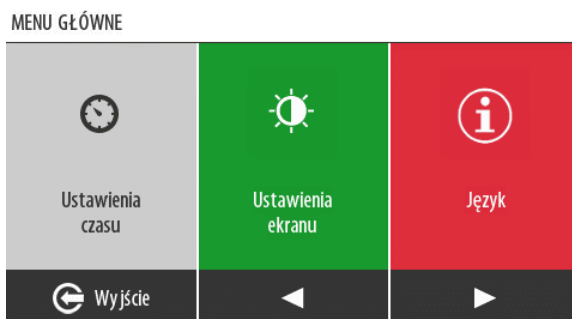 MENU GŁÓWNE
Ustawienia
czasu
Ustawienia
ekranu
Język
Wyjście